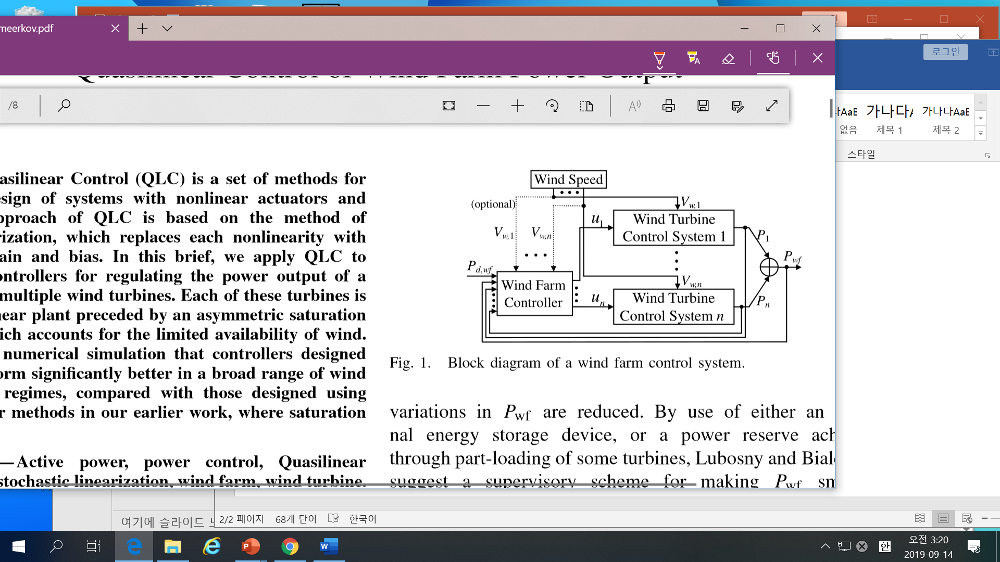 meerkov.pdf
로그인
Quasilinear Control of Wind Farm Power Output
/8
가나다
가나다AaB
없음
제목 1
제목 2
스타일
asilinear Control (QLC) is a set of methods for
esign of systems with nonlinear actuators and
pproach of QLC is based on the method of
rization, which replaces each nonlinearity with
ain and bias. In this brief, we apply QLC to
ontrollers for regulating the power output of a
multiple wind turbines. Each of these turbines is
near plant preceded by an asymmetric saturation
ich accounts for the limited availability of wind.
numerical simulation that controllers designed
orm significantly better in a broad range of wind
regimes, compared with those designed using
r methods in our earlier work, where saturation
—Active power, power control, Quasilinear
stochastic linearization, wind farm, wind turbine.
Wind Speed
(optional)
V_{w,1}
V_{w,1}
V_{w,n}
u_1
Wind Turbine
Control System 1
P_1
P_{wf}
P_{d,wf}
Wind Farm
Controller
V_{w,n}
u_n
Wind Turbine
Control System n
P_n
Fig. 1. Block diagram of a wind farm control system.
variations in P_{wf} are reduced. By use of either an
nal energy storage device, or a power reserve ach
through part-loading of some turbines, Lubosny and Bial
suggest a supervisory scheme for making P_{wf} sm
여기에 슬라이드
2/2 페이지
68개 단어
한국어
한
오전 3:20
2019-09-14